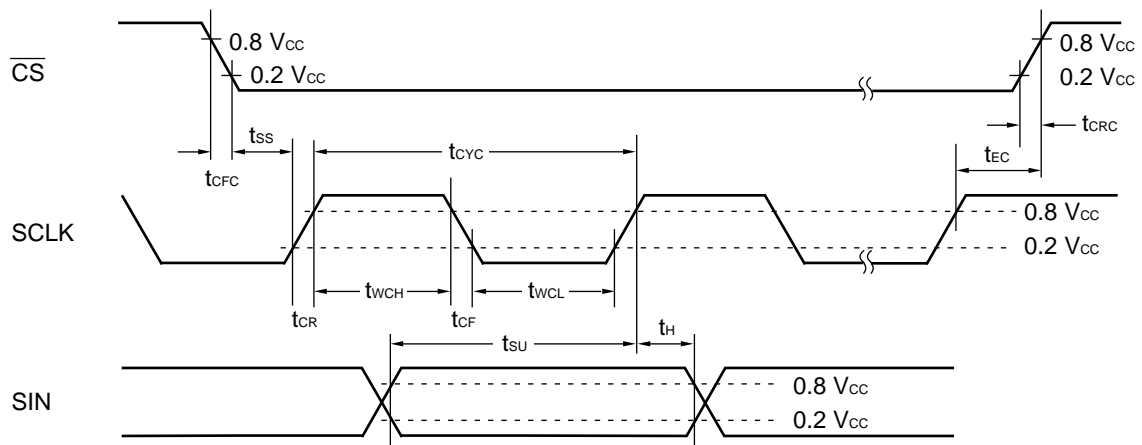 0.8 VCC
0.8 VCC
CS
0.2 VCC
0.2 VCC
tSS
tCYC
tCRC
tEC
tCFC
SCLK
0.8 VCC
0.2 VCC
tWCH
tWCL
tCR
tCF
tSU
tH
SIN
0.8 VCC
0.2 VCC